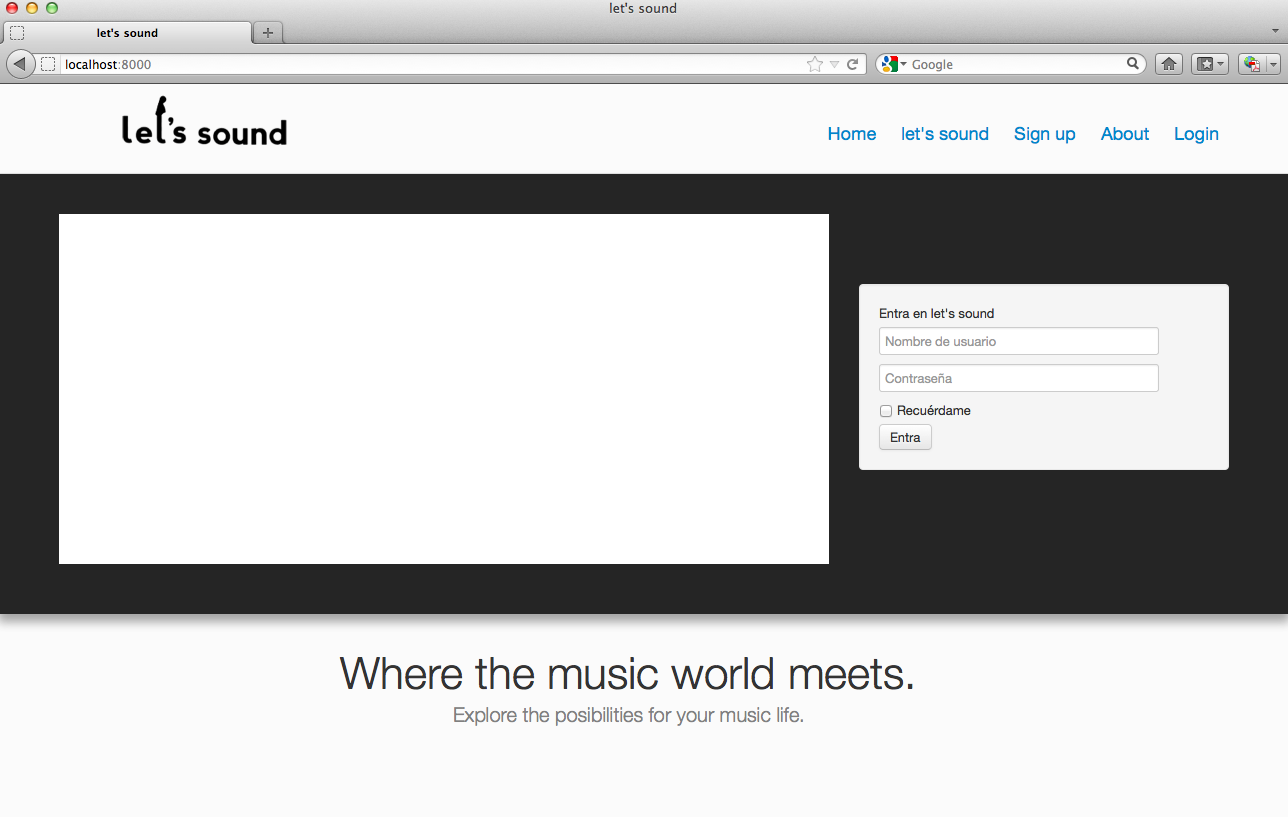 let's sound
let's sound
localhost:8000
Google
let's sound
Home let's sound Sign up About Login
Entra en let's sound
Nombre de usuario
Contraseña
Recuérdame
Entra
Where the music world meets.
Explore the posibilities for your music life.